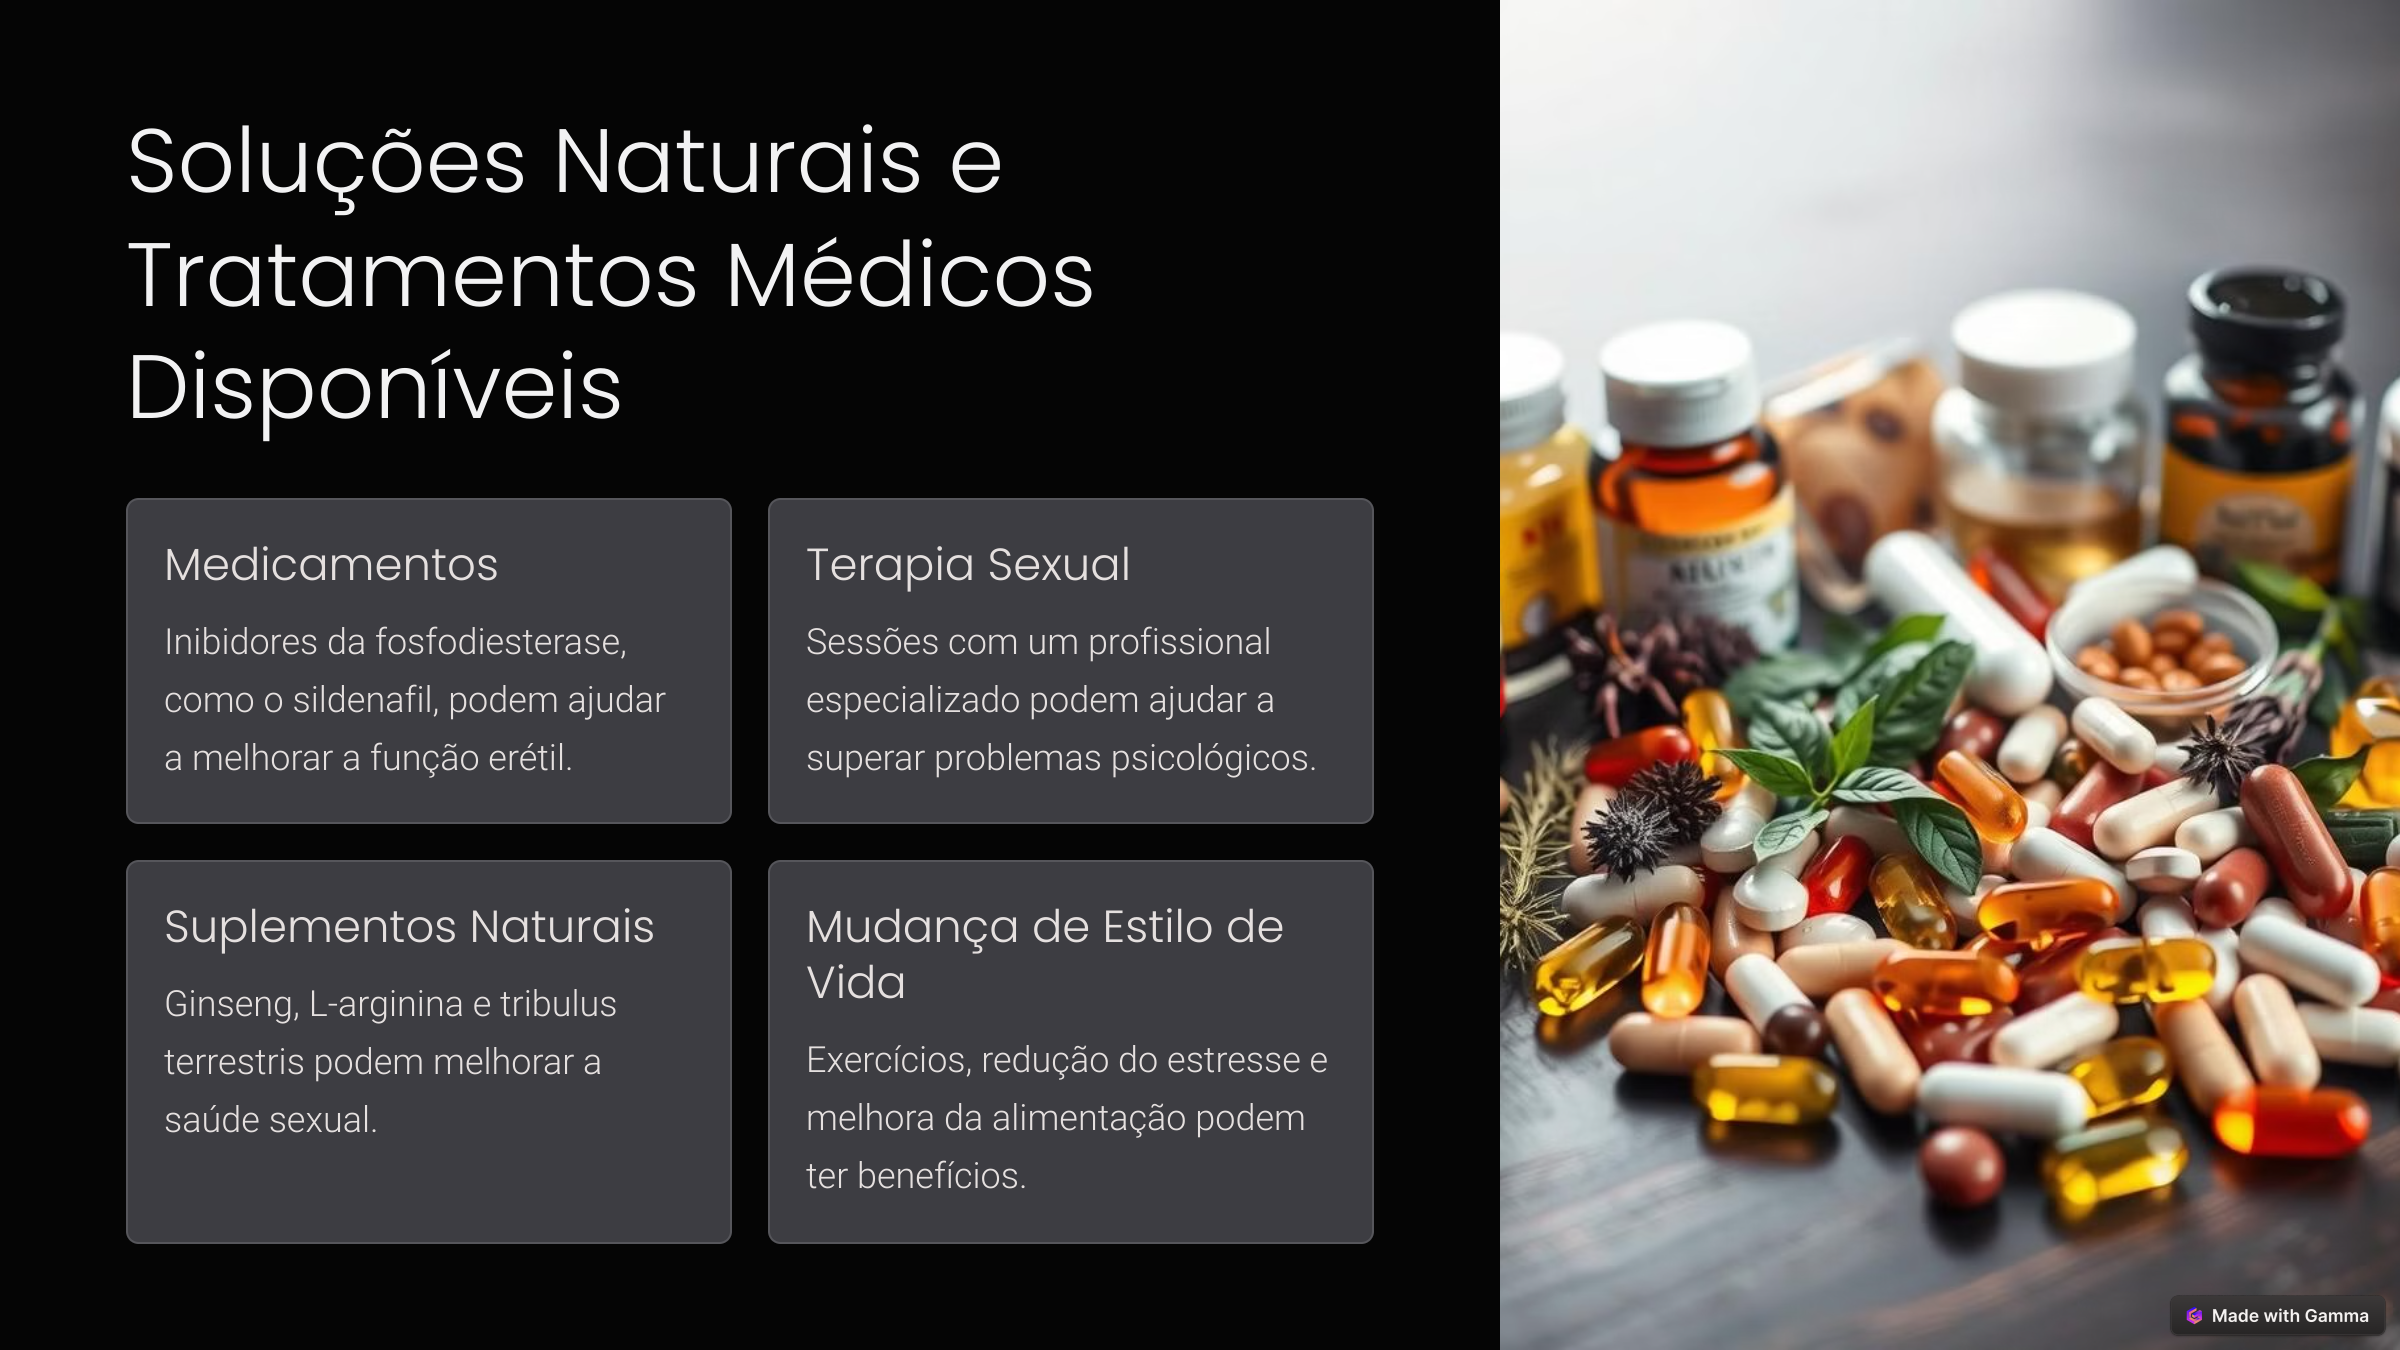 Soluções Naturais e
Tratamentos Médicos
Disponíveis
Medicamentos
Inibidores da fosfodiesterase,
como o sildenafil, podem ajudar
a melhorar a função erétil.
Terapia Sexual
Sessões com um profissional
especializado podem ajudar a
superar problemas psicológicos.
Suplementos Naturais
Ginseng, L-arginina e tribulus
terrestris podem melhorar a
saúde sexual.
Mudança de Estilo de
Vida
Exercícios, redução do estresse e
melhora da alimentação podem
ter benefícios.
Made with Gamma